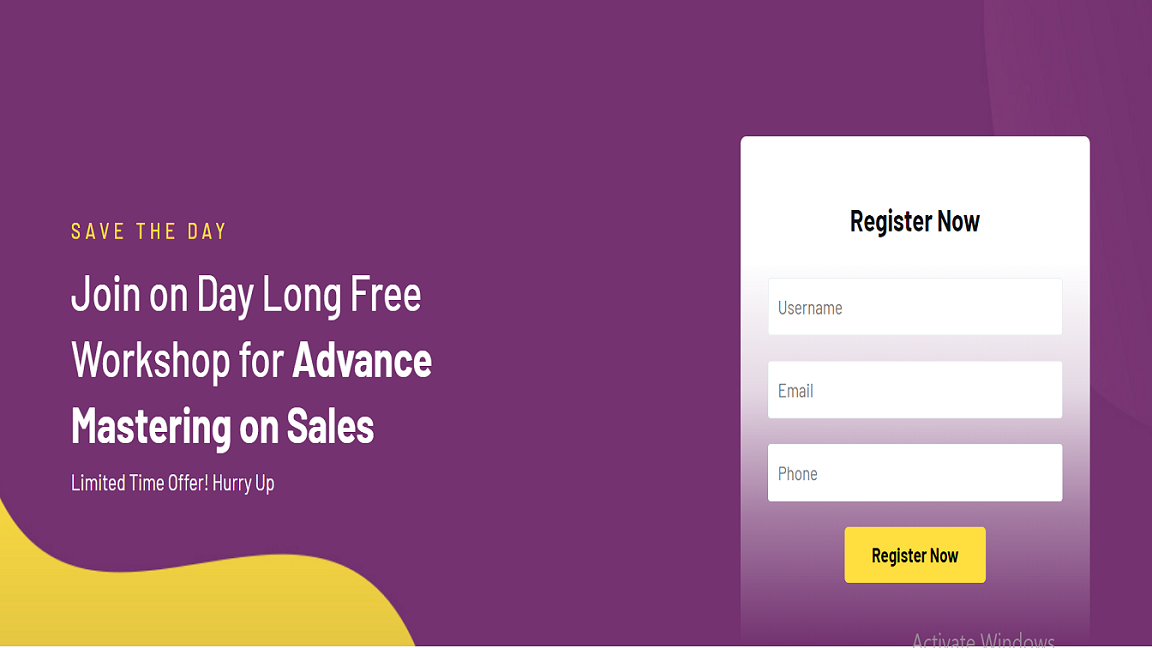 SAVE THE DAY
Join on Day Long Free
Workshop for Advance
Mastering on Sales
Limited Time Offer! Hurry Up
Register Now
Username
Email
Phone
Register Now
Activate Windows